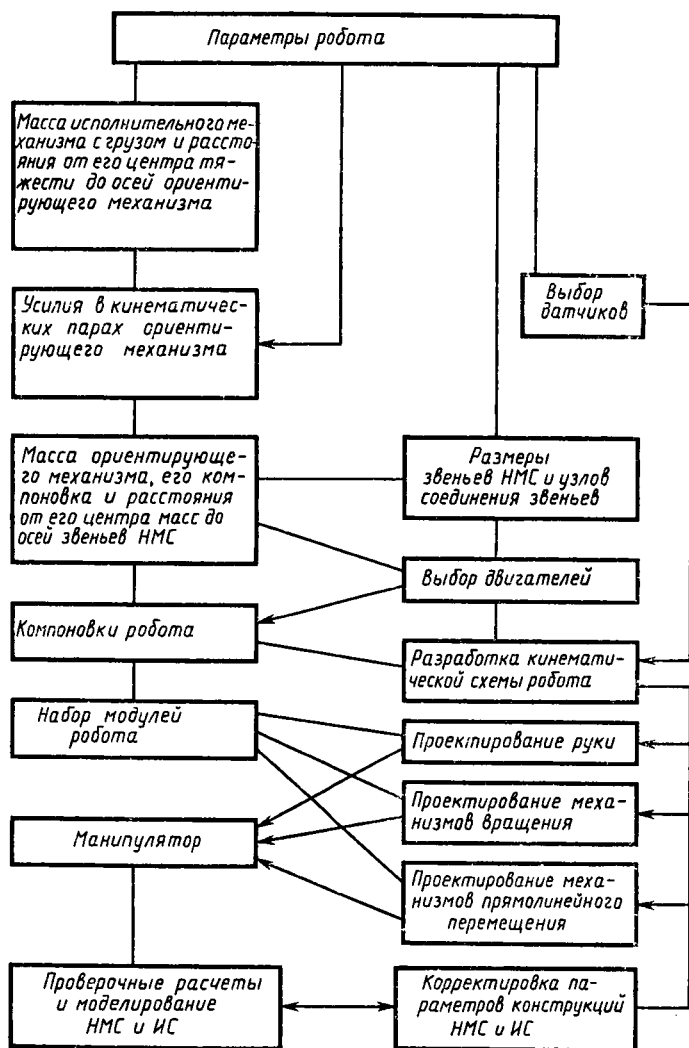 Параметры робота
Масса исполнительного ме-
ханизма с грузом и расстоя-
ния от его центра тя-
жести до осей ориенти-
рующего механизма
Усилия в кинематичес-
ких парах ориенти-
рующего механизма
Выбор
датчиков
Масса ориентирующе-
го механизма, его ком-
поновка и расстояния
от его центра масс до
осей звеньев НМС
Размеры
звеньев НМС и узлов
соединения звеньев
Выбор двигателей
Компоновки робота
Разработка кинемати-
ческой схемы робота
Набор модулей
робота
Проектирование руки
Проектирование меха-
низмов вращения
Манипулятор
Проектирование меха-
низмов прямолинейного
перемещения
Проверочные расчеты
и моделирование
НМС и ИС
Корректировка па-
раметров конструкций
НМС и ИС